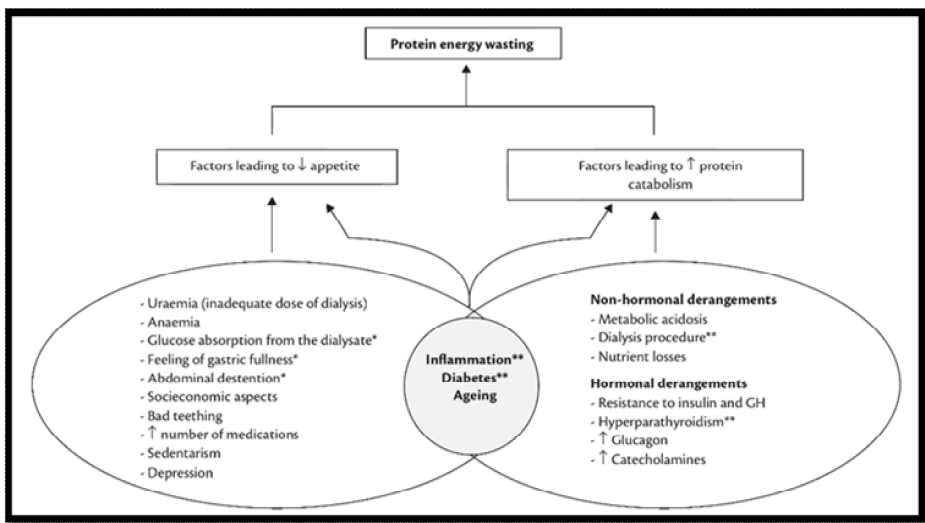 Protein energy wasting
Factors leading to ↓ appetite
Factors leading to ↑ protein
catabolism
- Uraemia (inadequate dose of dialysis)
- Anaemia
- Glucose absorption from the dialysate*
- Feeling of gastric fullness*
- Abdominal destention*
- Socieconomic aspects
- Bad teething
- ↑ number of medications
- Sedentarism
- Depression
Inflammation**
Diabetes**
Ageing
Non-hormonal derangements
- Metabolic acidosis
- Dialysis procedure**
- Nutrient losses
Hormonal derangements
- Resistance to insulin and GH
- Hyperparathyroidism**
- ↑ Glucagon
- ↑ Catecholamines